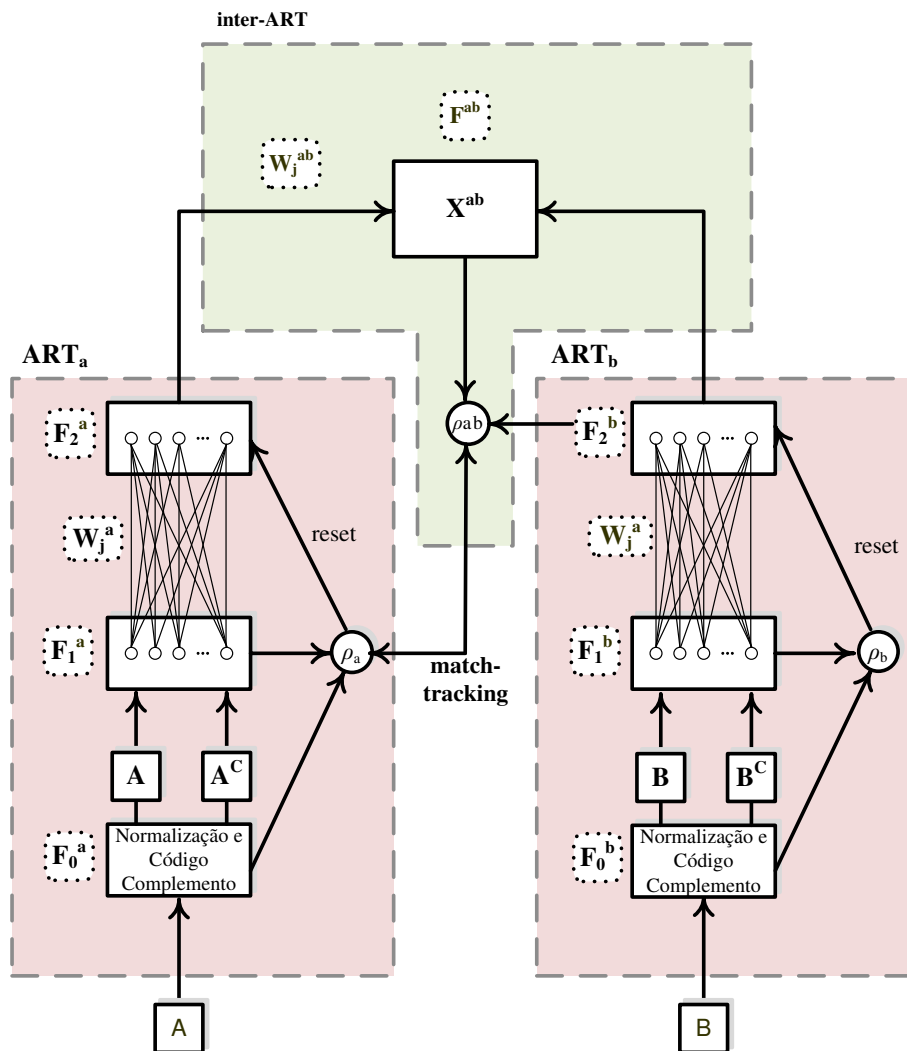 inter-ART
F^ab
W_j^ab
X^ab
ART_a
ART_b
F_2^a
...
ρab
F_2^b
...
W_j^a
reset
W_j^a
reset
F_1^a
...
ρ_a
match-
tracking
F_1^b
...
ρ_b
A
A^C
B
B^C
F_0^a
Normalização e
Código
Complemento
F_0^b
Normalização e
Código
Complemento
A
B